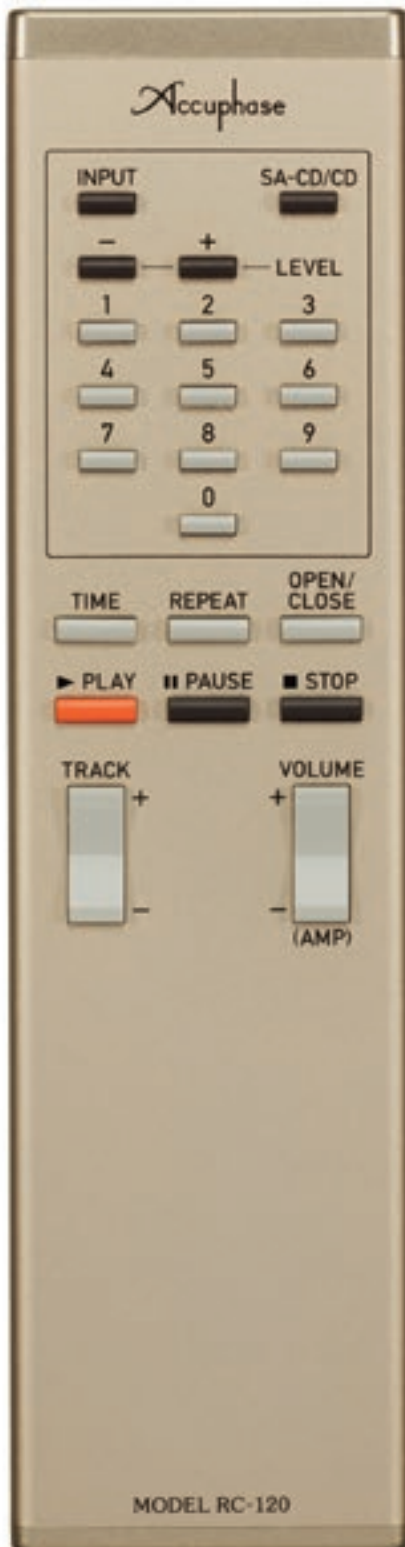 Accuphase
INPUT SA-CD/CD
− + LEVEL
1 2 3
4 5 6
7 8 9
0
TIME REPEAT OPEN/
CLOSE
▶ PLAY ⏸ PAUSE ■ STOP
TRACK VOLUME
+ +
− −
(AMP)
MODEL RC-120